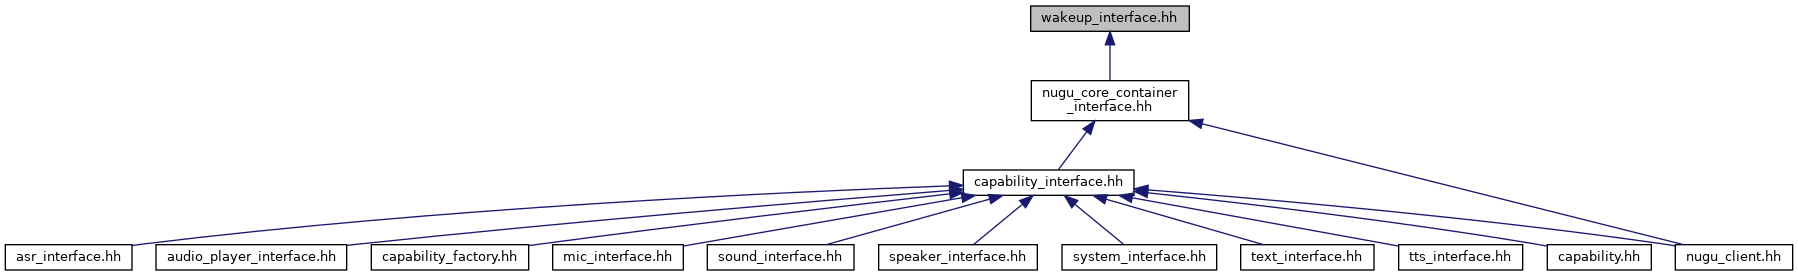 wakeup_interface.hh
nugu_core_container
_interface.hh
capability_interface.hh
asr_interface.hh
audio_player_interface.hh
capability_factory.hh
mic_interface.hh
sound_interface.hh
speaker_interface.hh
system_interface.hh
text_interface.hh
tts_interface.hh
capability.hh
nugu_client.hh